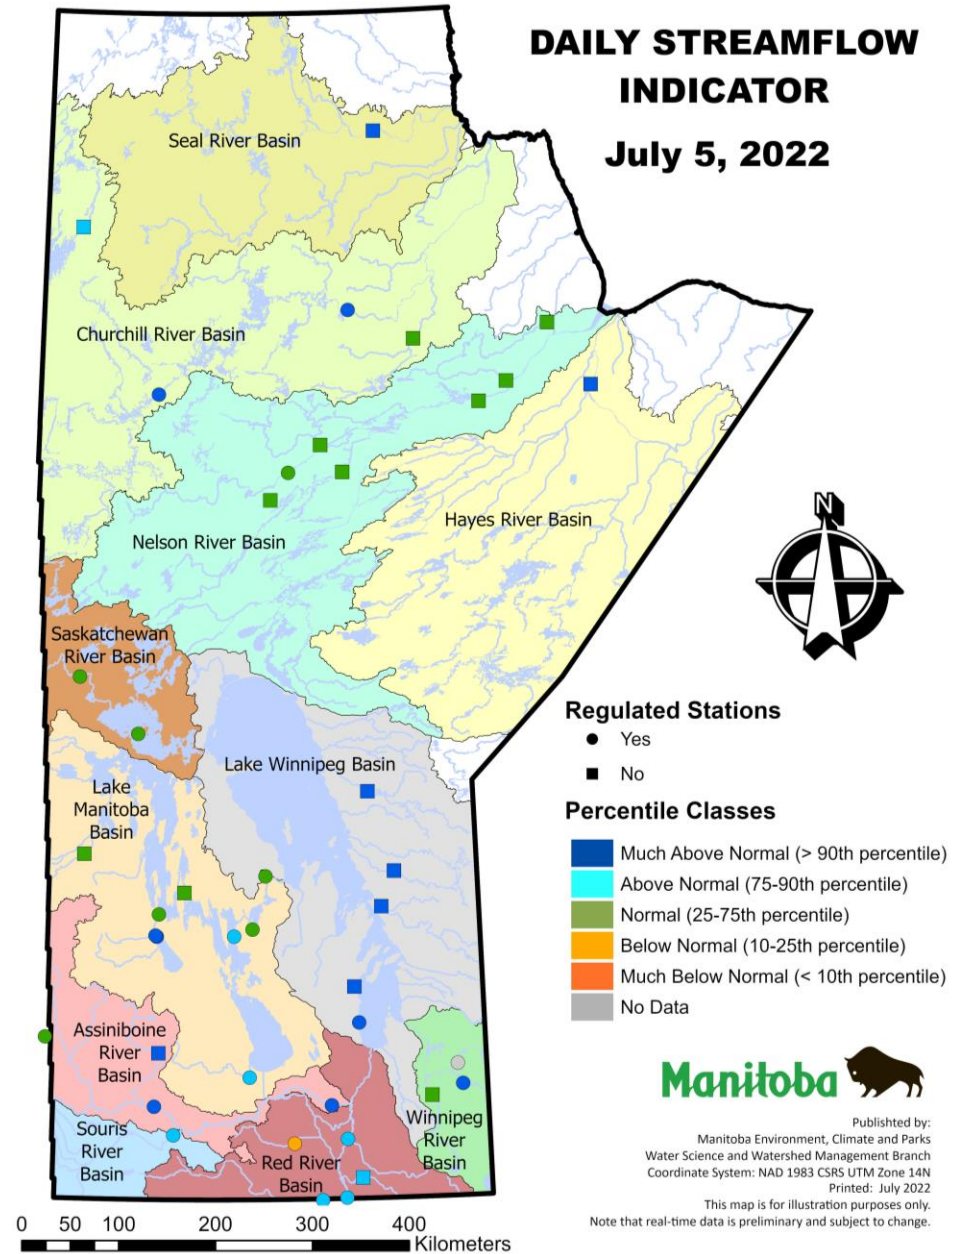 DAILY STREAMFLOW
INDICATOR
July 5, 2022
Seal River Basin
Churchill River Basin
Hayes River Basin
Nelson River Basin
Saskatchewan
River Basin
Lake Winnipeg Basin
Lake
Manitoba
Basin
Assiniboine
River
Basin
Souris
River
Basin
Red River
Basin
Winnipeg
River
Basin
N
Regulated Stations
Yes
No
Percentile Classes
Much Above Normal (> 90th percentile)
Above Normal (75-90th percentile)
Normal (25-75th percentile)
Below Normal (10-25th percentile)
Much Below Normal (< 10th percentile)
No Data
Manitoba
Publishted by:
Manitoba Environment, Climate and Parks
Water Science and Watershed Management Branch
Coordinate System: NAD 1983 CSRS UTM Zone 14N
Printed: July 2022
This map is for illustration purposes only.
Note that real-time data is preliminary and subject to change.
0 50 100 200 300 400
Kilometers